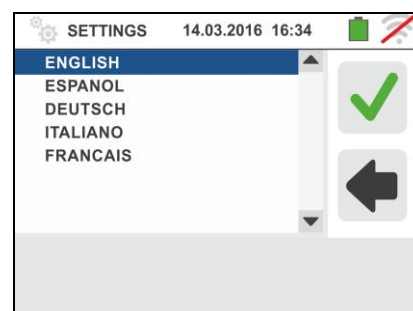 SETTINGS 14.03.2016 16:34
ENGLISH
ESPANOL
DEUTSCH
ITALIANO
FRANCAIS